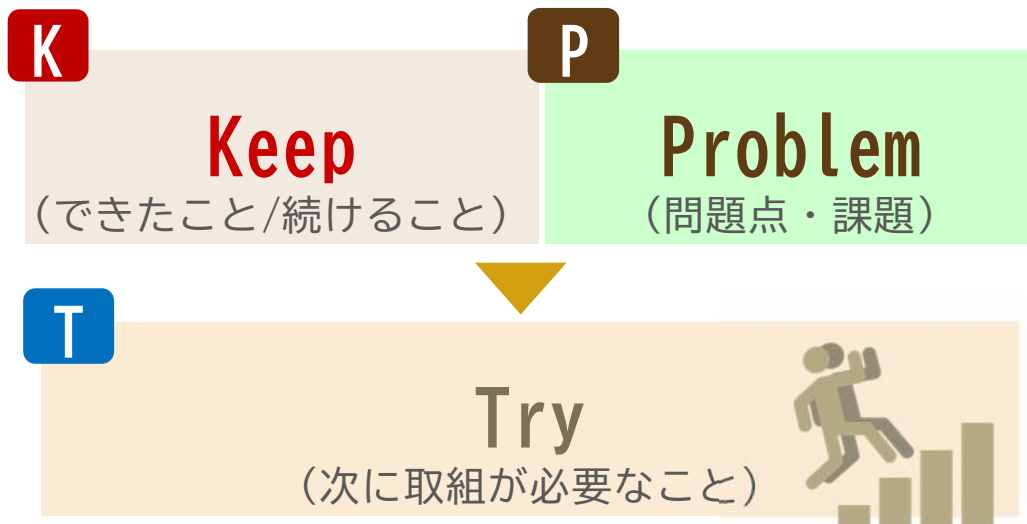 K
Keep
（できたこと/続けること）
P
Problem
（問題点・課題）
T
Try
（次に取組が必要なこと）